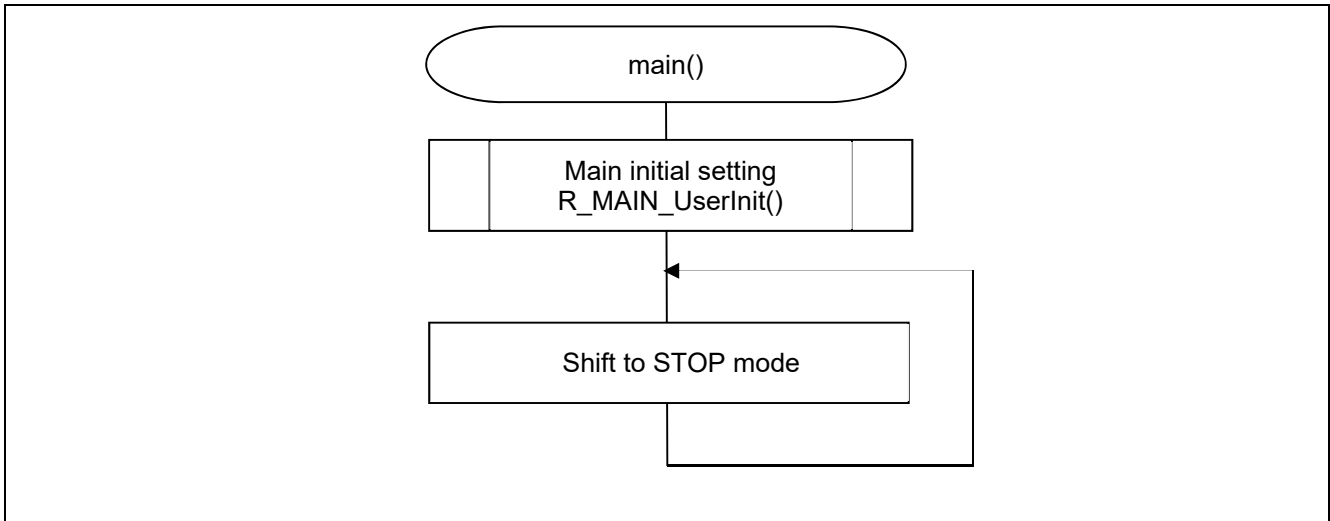 main()
Main initial setting
R_MAIN_UserInit()
Shift to STOP mode